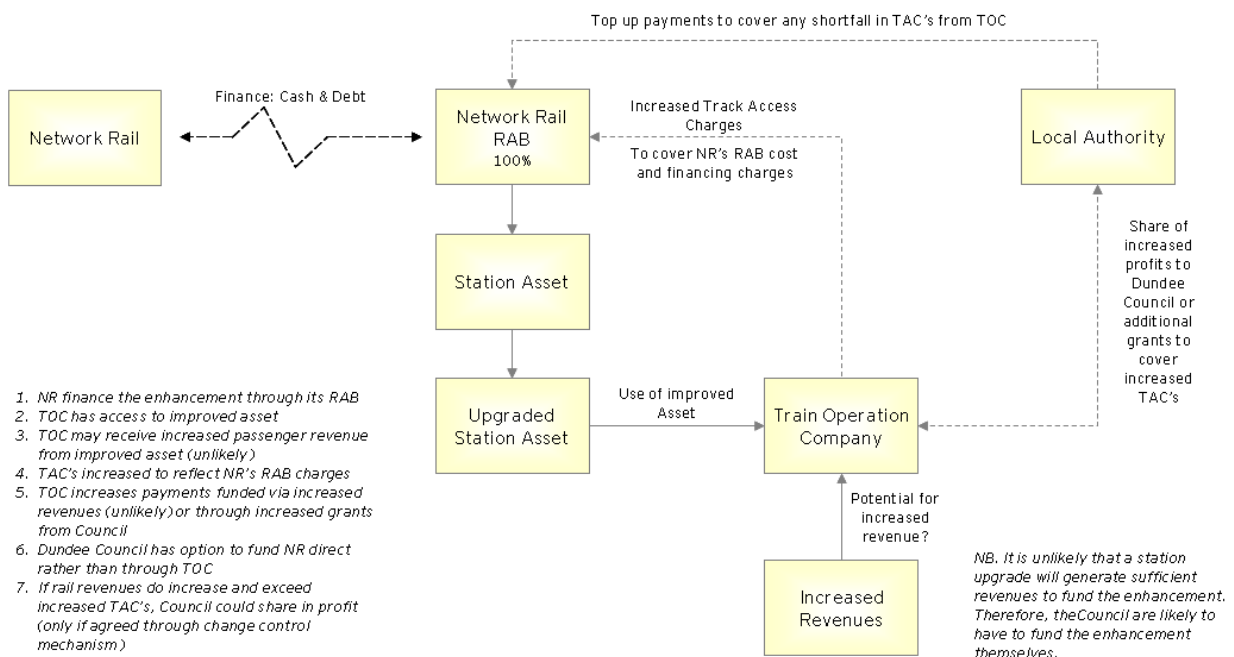 Top up payments to cover any shortfall in TAC's from TOC
Finance: Cash & Debt
Network Rail
Network Rail
RAB
100%
Increased Track Access
Charges
To cover NR's RAB cost
and financing charges
Local Authority
Share of
increased
profits to
Dundee
Council or
additional
grants to
cover
increased
TAC's
Station Asset
Upgraded
Station Asset
Use of improved
Asset
Train Operation
Company
Potential for
increased
revenue?
Increased
Revenues
1. NR finance the enhancement through its RAB
2. TOC has access to improved asset
3. TOC may receive increased passenger revenue
from improved asset (unlikely)
4. TAC's increased to reflect NR's RAB charges
5. TOC increases payments funded via increased
revenues (unlikely) or through increased grants
from Council
6. Dundee Council has option to fund NR direct
rather than through TOC
7. If rail revenues do increase and exceed
increased TAC's, Council could share in profit
(only if agreed through change control
mechanism)
NB. It is unlikely that a station
upgrade will generate sufficient
revenues to fund the enhancement.
Therefore, theCouncil are likely to
have to fund the enhancement
themselves.